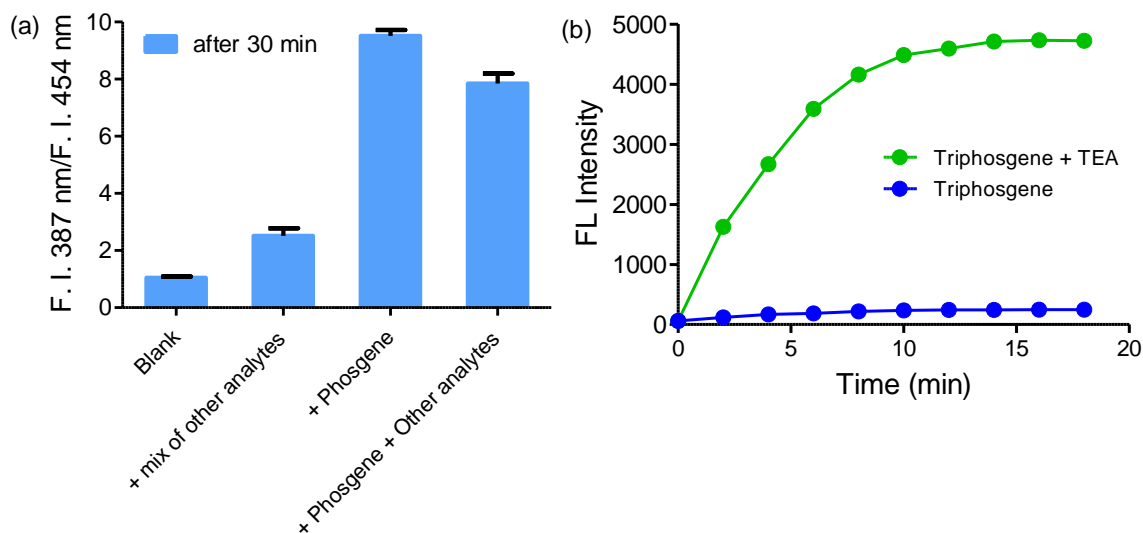 (a)
F. I. 387 nm/F. I. 454 nm
10
8
6
4
2
0
after 30 min
Blank
+ mix of other analytes
+ Phosgene
+ Phosgene + Other analytes
(b)
FL Intensity
5000
4000
3000
2000
1000
0
Triphosgene + TEA
Triphosgene
0 5 10 15 20
Time (min)